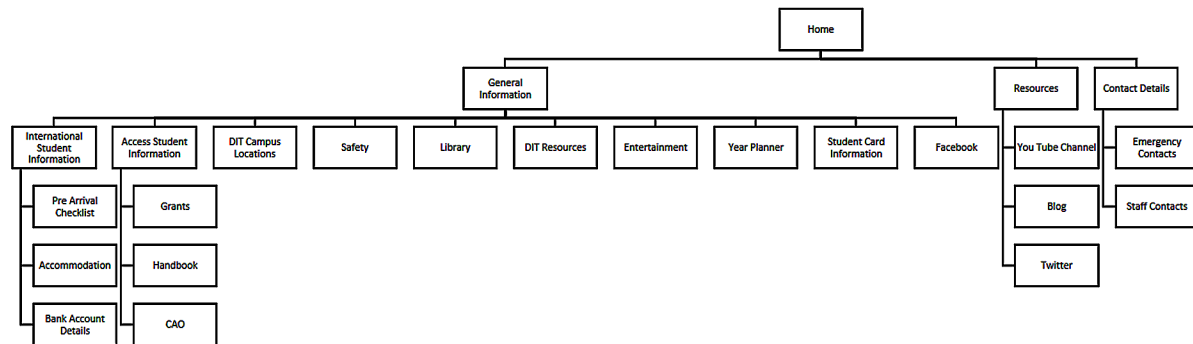 Home
General
Information
Resources
Contact Details
International
Student
Information
Access Student
Information
DIT Campus
Locations
Safety
Library
DIT Resources
Entertainment
Year Planner
Student Card
Information
Facebook
You Tube Channel
Emergency
Contacts
Pre Arrival
Checklist
Grants
Blog
Staff Contacts
Accommodation
Handbook
Twitter
Bank Account
Details
CAO